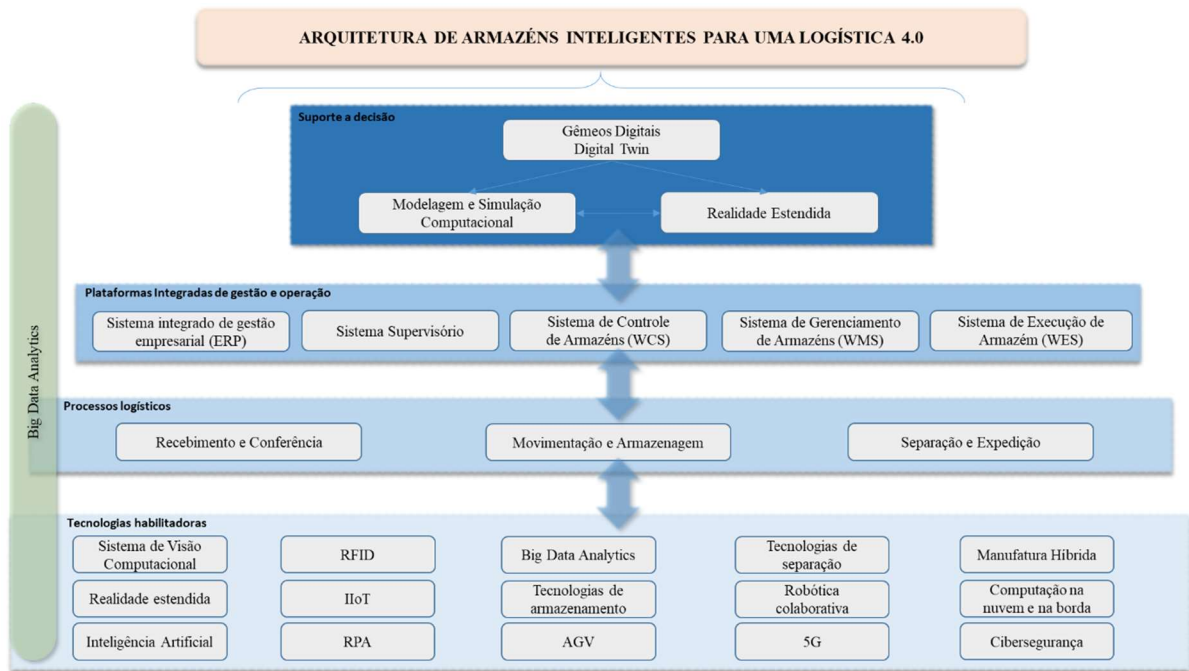 ARQUITETURA DE ARMAZÉNS INTELIGENTES PARA UMA LOGÍSTICA 4.0
Big Data Analytics
Suporte a decisão
Gêmeos Digitais
Digital Twin
Modelagem e Simulação
Computacional
Realidade Estendida
Plataformas Integradas de gestão e operação
Sistema integrado de gestão
empresarial (ERP)
Sistema Supervisório
Sistema de Controle
de Armazéns (WCS)
Sistema de Gerenciamento
de Armazéns (WMS)
Sistema de Execução de
Armazém (WES)
Processos logísticos
Recebimento e Conferência
Movimentação e Armazenagem
Separação e Expedição
Tecnologias habilitadoras
Sistema de Visão
Computacional
RFID
Big Data Analytics
Tecnologias de
separação
Manufatura Híbrida
Realidade estendida
IIoT
Tecnologias de
armazenamento
Robótica
colaborativa
Computação na
nuvem e na borda
Inteligência Artificial
RPA
AGV
5G
Cibersegurança